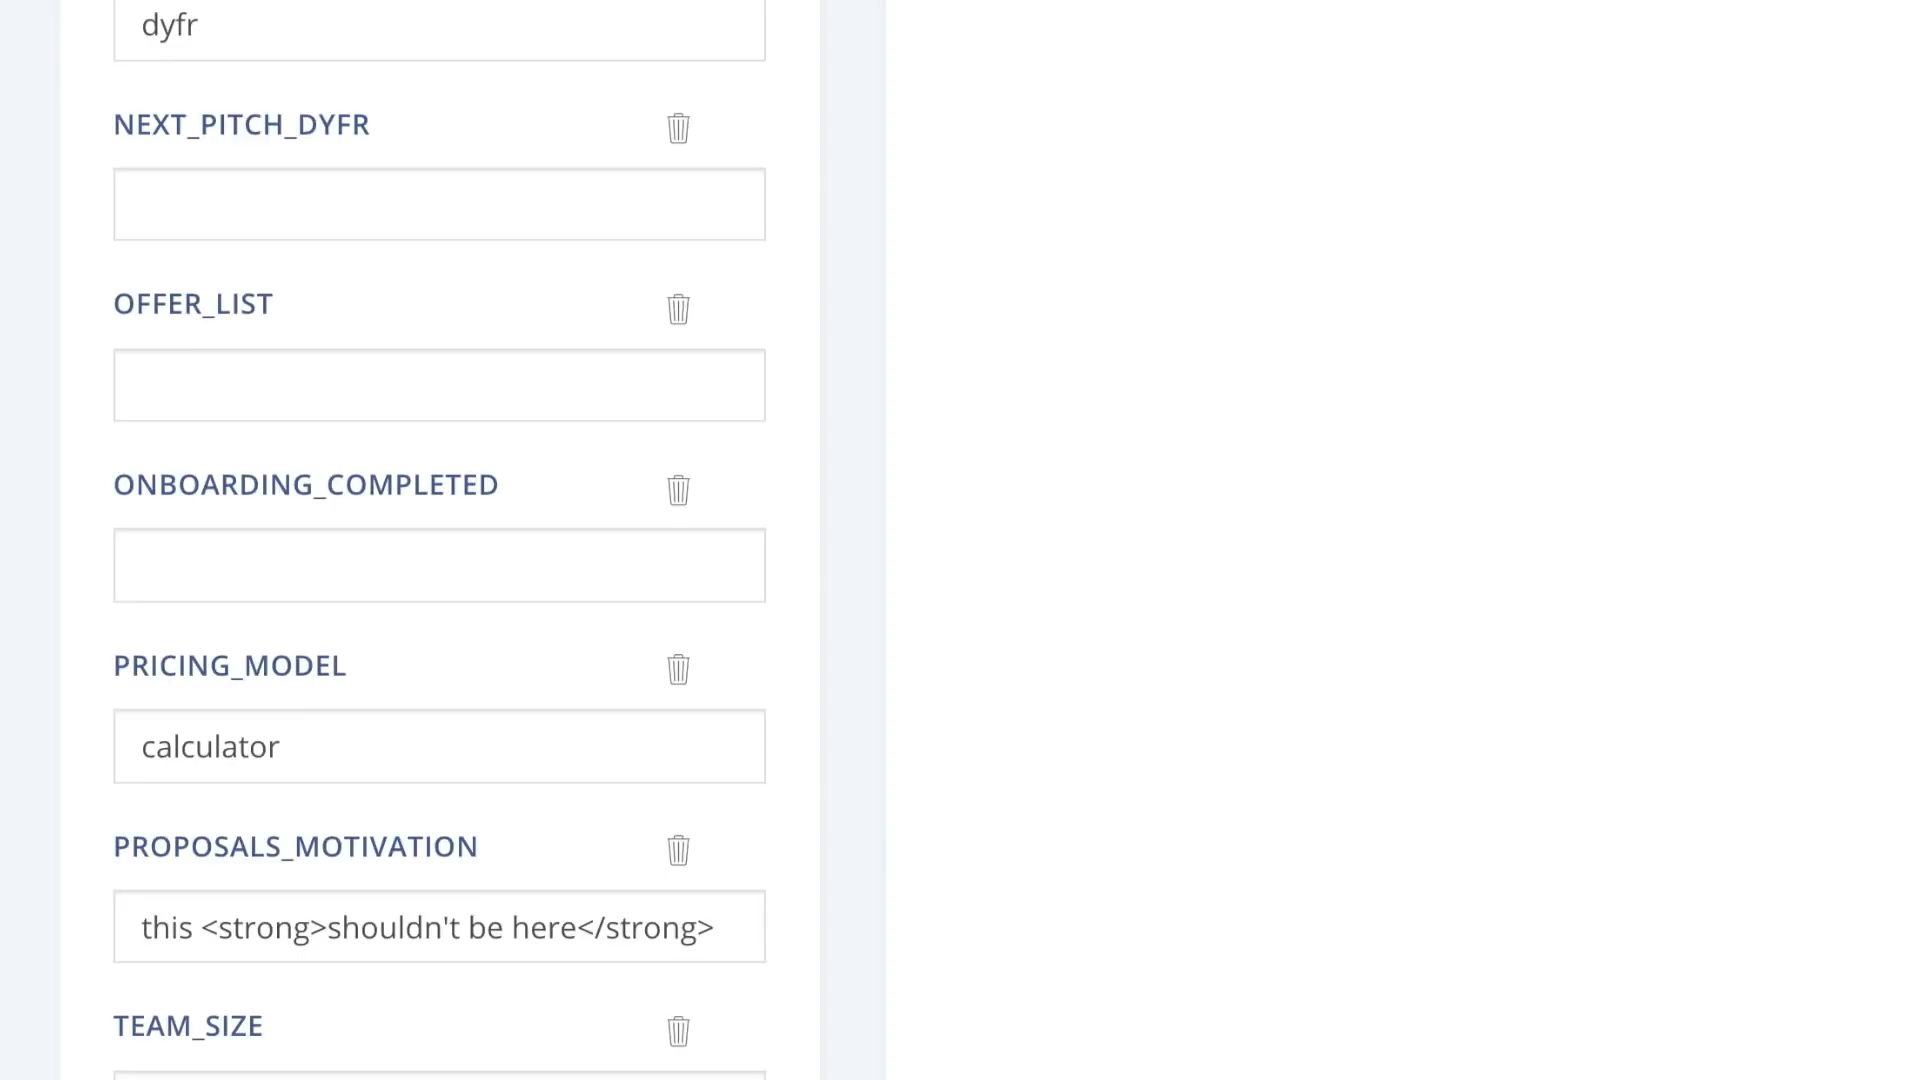 dyfr
NEXT_PITCH_DYFR
OFFER_LIST
ONBOARDING_COMPLETED
PRICING_MODEL
calculator
PROPOSALS_MOTIVATION
this <strong>shouldn't be here</strong>
TEAM_SIZE